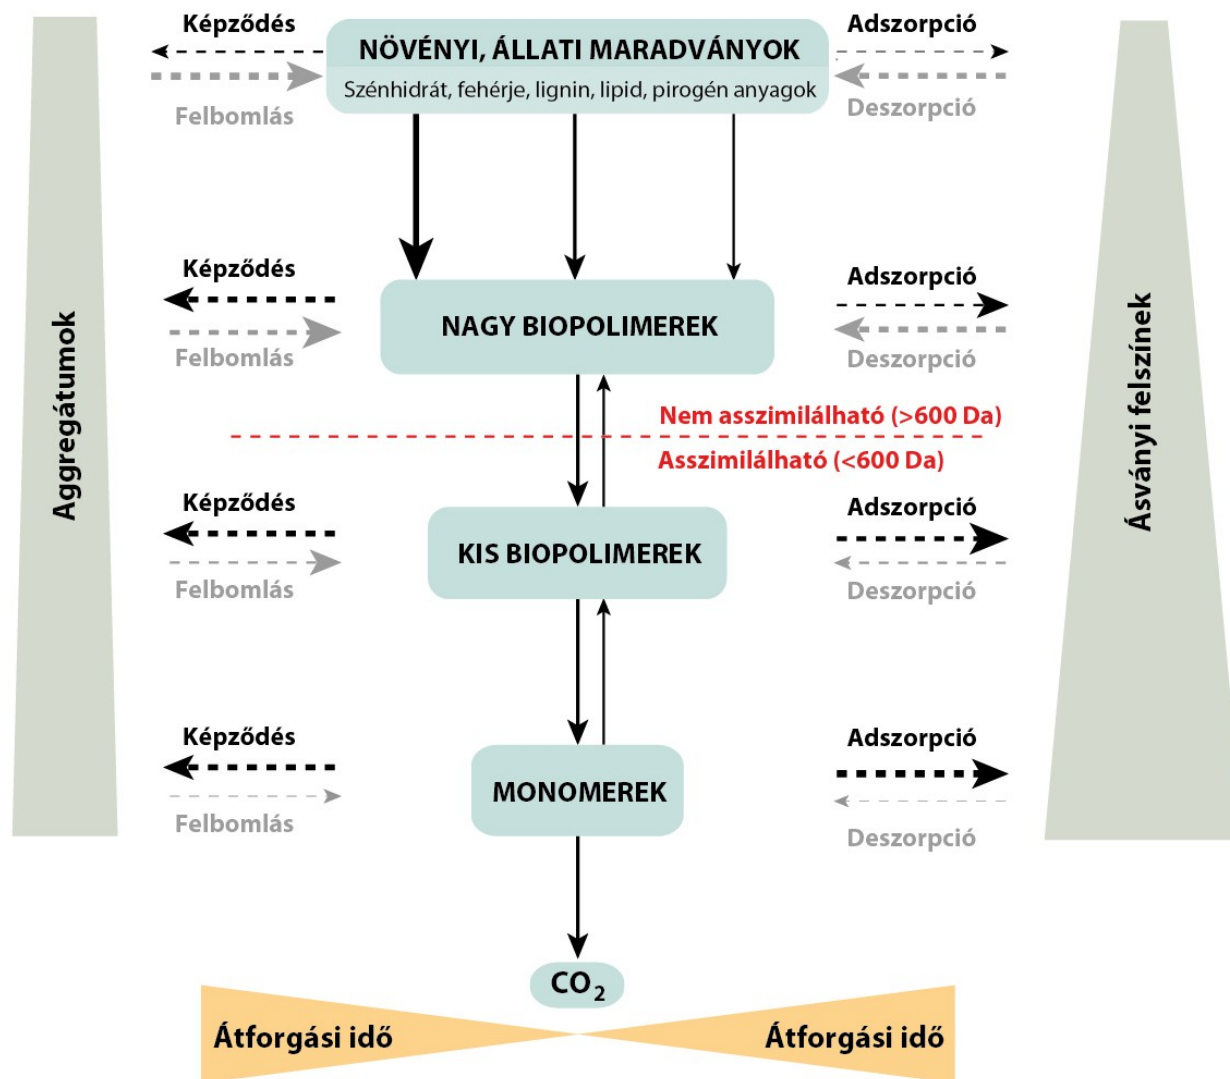 Képződés
NÖVÉNYI, ÁLLATI MARADVÁNYOK
Adszorpció
Szénhidrát, fehérje, lignin, lipid, pirogén anyagok
Felbomlás
Deszorpció
Képződés
Adszorpció
NAGY BIOPOLIMEREK
Felbomlás
Deszorpció
Aggregátumok
Ásványi felszínek
Nem asszimilálható (>600 Da)
Asszimilálható (<600 Da)
Képződés
Adszorpció
KIS BIOPOLIMEREK
Felbomlás
Deszorpció
Képződés
Adszorpció
MONOMEREK
Felbomlás
Deszorpció
CO₂
Átforgási idő
Átforgási idő